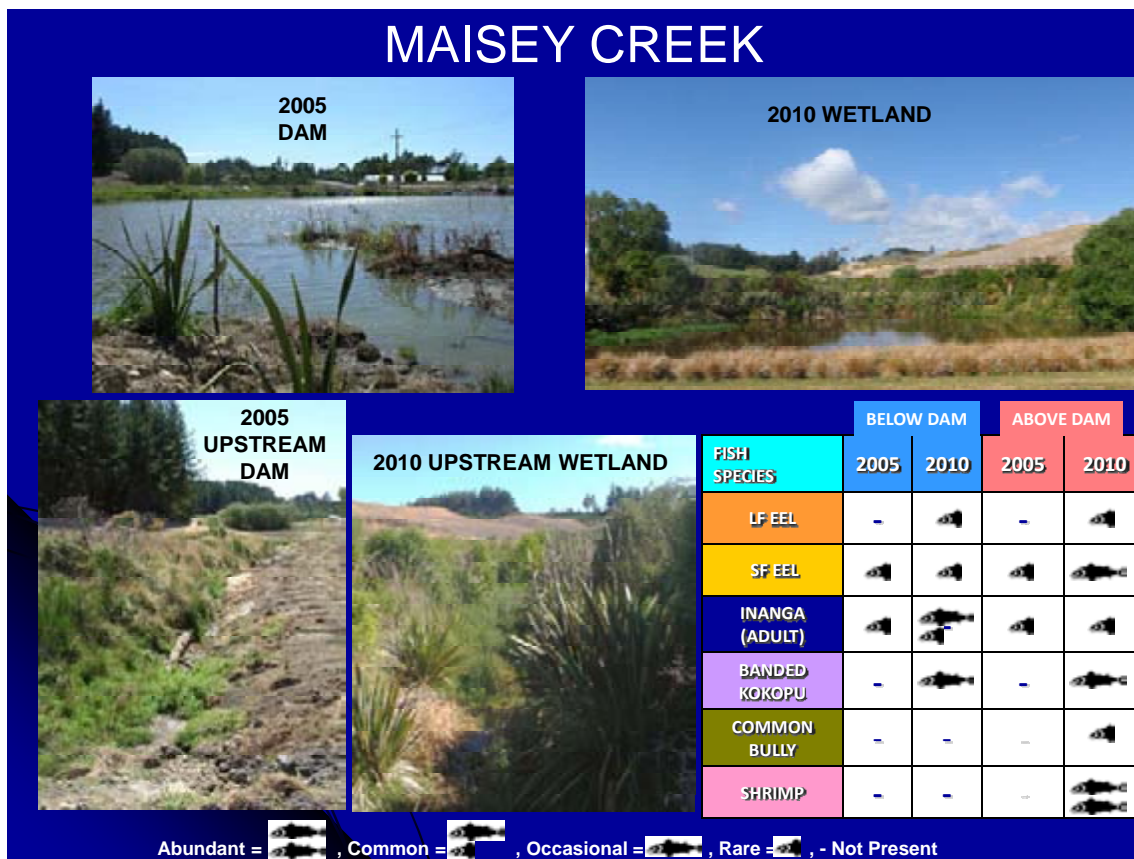 MAISEY CREEK
2005
DAM
2010 WETLAND
2005
UPSTREAM
DAM
2010 UPSTREAM WETLAND
BELOW DAM ABOVE DAM
FISH
SPECIES
2005 2010 2005 2010
LF EEL - -
SF EEL
INANGA
(ADULT) -
BANDED
KOKOPU - -
COMMON
BULLY - - -
SHRIMP - - -
Abundant = , Common = , Occasional = , Rare = , - Not Present